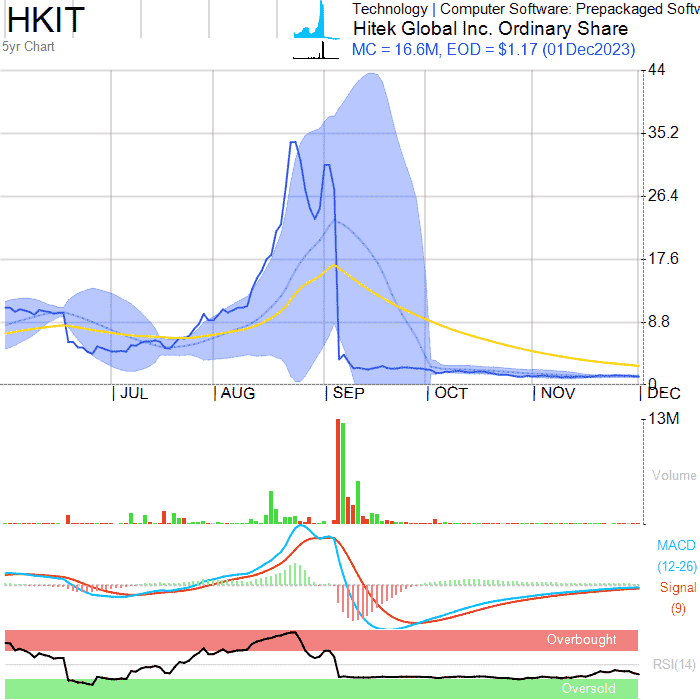 HKIT
5yr Chart
Technology | Computer Software: Prepackaged Softw
Hitek Global Inc. Ordinary Share
MC = 16.6M, EOD = $1.17 (01Dec2023)
44
35.2
26.4
17.6
8.8
0
JUL
AUG
SEP
OCT
NOV
DEC
13M
Volume
MACD
(12-26)
Signal
(9)
Overbought
RSI(14)
Oversold